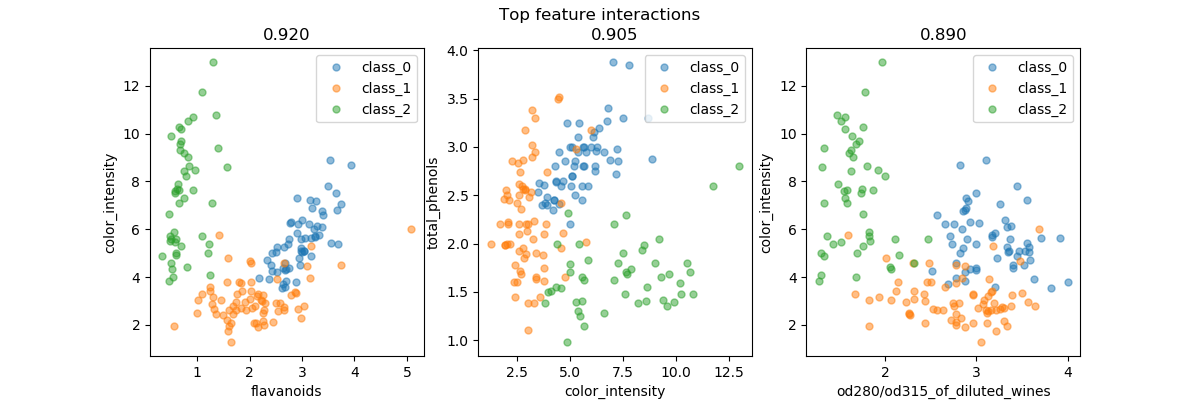 Top feature interactions
0.920
color_intensity
12
10
8
6
4
2
1
2
3
4
5
flavanoids
class_0
class_1
class_2
0.905
total_phenols
4.0
3.5
3.0
2.5
2.0
1.5
1.0
2.5
5.0
7.5
10.0
12.5
color_intensity
class_0
class_1
class_2
0.890
color_intensity
12
10
8
6
4
2
2
3
4
od280/od315_of_diluted_wines
class_0
class_1
class_2